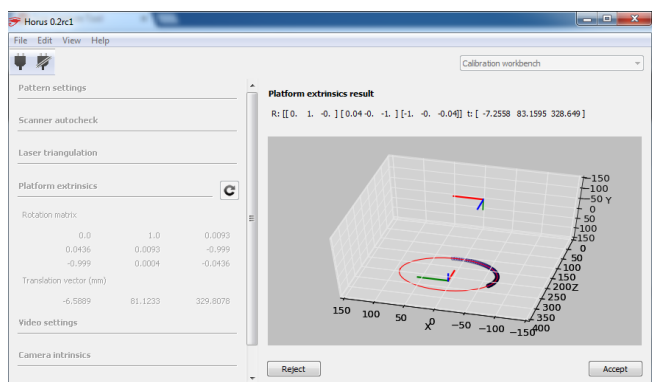 Horus 0.2rc1
File Edit View Help
Calibration workbench
Pattern settings
Scanner autocheck
Laser triangulation
Platform extrinsics
Rotation matrix
0.0 1.0 0.0093
0.0436 0.0093 -0.999
-0.999 0.0004 -0.0436
Translation vector (mm)
-6.5889 81.1233 329.8078
Video settings
Camera intrinsics
Platform extrinsics result
R: [[ 0. 1. -0. ] [ 0.04 -0. -1. ] [-1. -0. -0.04]] t: [ -7.2558 83.1595 328.649 ]
-150
-100
-50 Y
0
50
100
150
0
50
100
150
200 Z
250
300
350
400
150 100 50 X 0 -50 -100 -150
Reject Accept